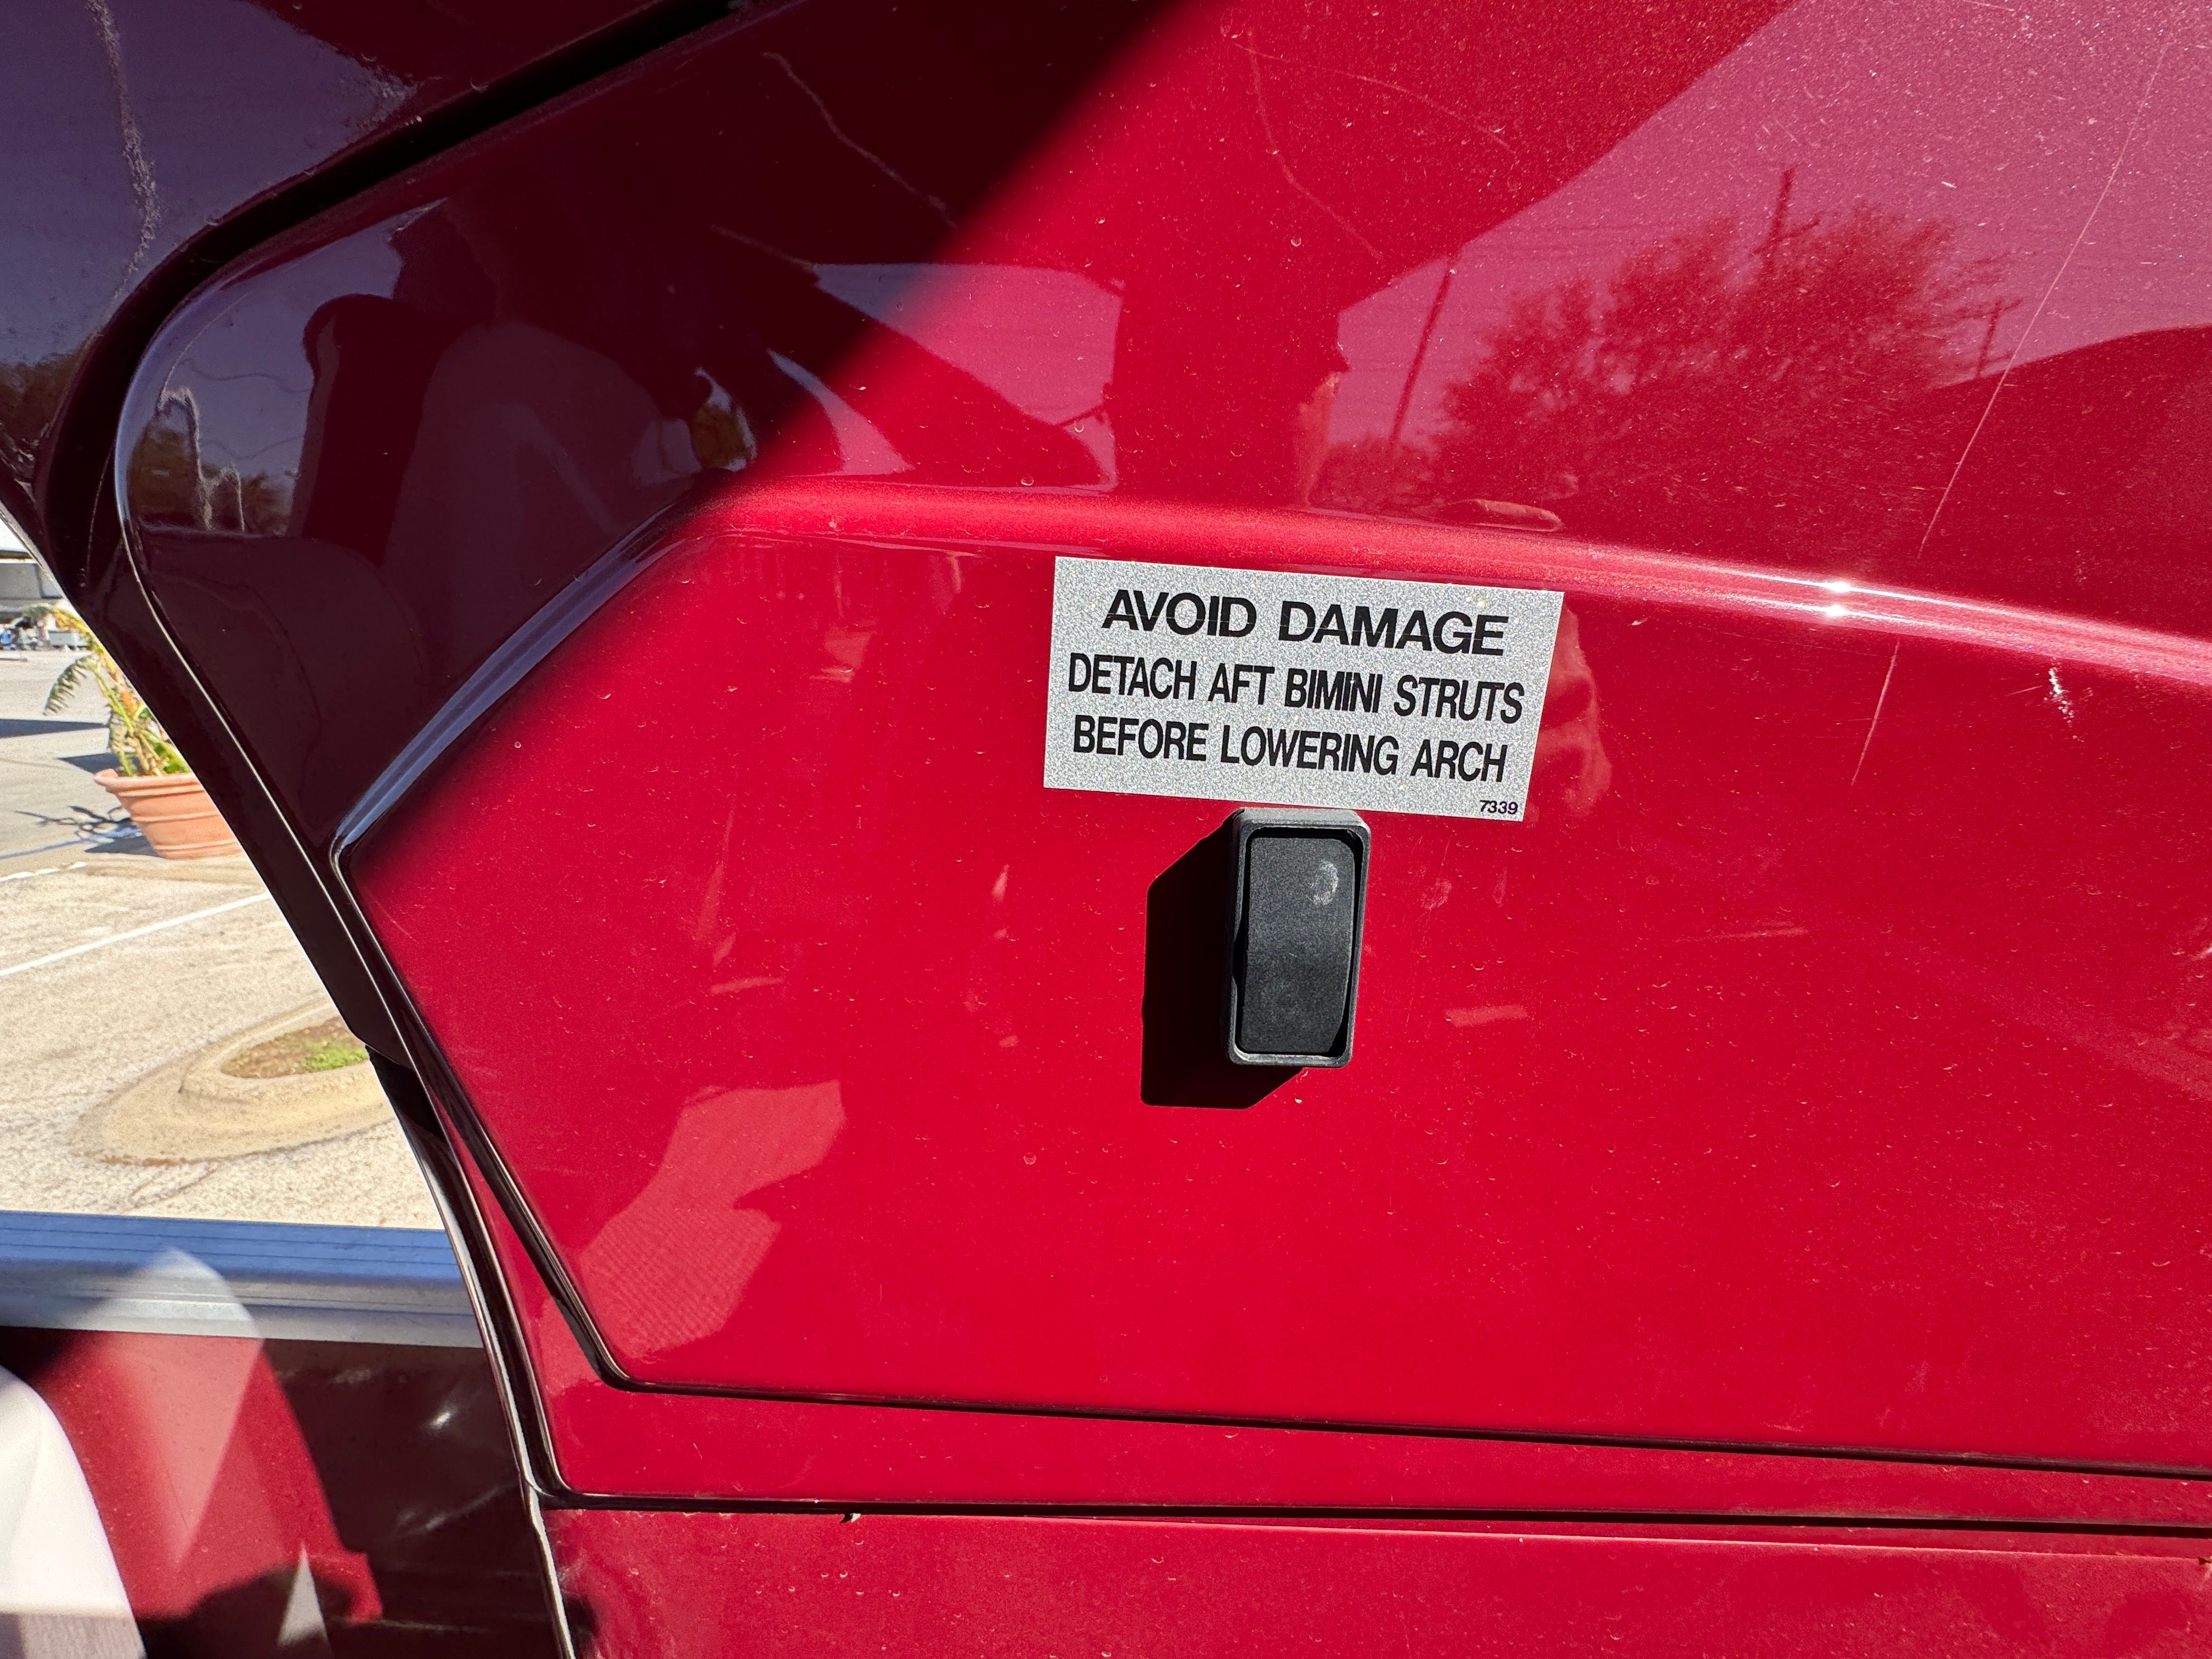 AVOID DAMAGE
DETACH AFT BIMINI STRUTS
BEFORE LOWERING ARCH
7339